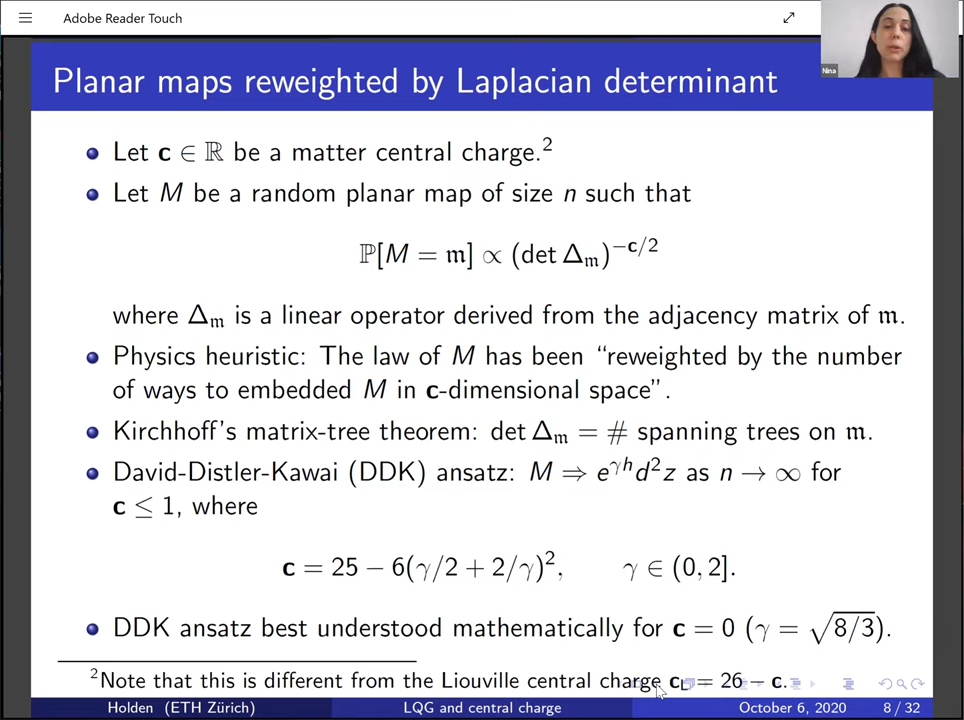 Adobe Reader Touch
Nina
Planar maps reweighted by Laplacian determinant
Let c ∈ ℝ be a matter central charge.²
Let M be a random planar map of size n such that
ℙ[M = 𝔪] ∝ (det Δ𝔪)^{−c/2}
where Δ𝔪 is a linear operator derived from the adjacency matrix of 𝔪.
Physics heuristic: The law of M has been “reweighted by the number
of ways to embedded M in c-dimensional space”.
Kirchhoff’s matrix-tree theorem: det Δ𝔪 = # spanning trees on 𝔪.
David-Distler-Kawai (DDK) ansatz: M ⇒ e^{γh}d²z as n → ∞ for
c ≤ 1, where
c = 25 − 6(γ/2 + 2/γ)², γ ∈ (0, 2].
DDK ansatz best understood mathematically for c = 0 (γ = √8/3).
²Note that this is different from the Liouville central charge c_L = 26 − c.
Holden (ETH Zürich) LQG and central charge October 6, 2020 8 / 32